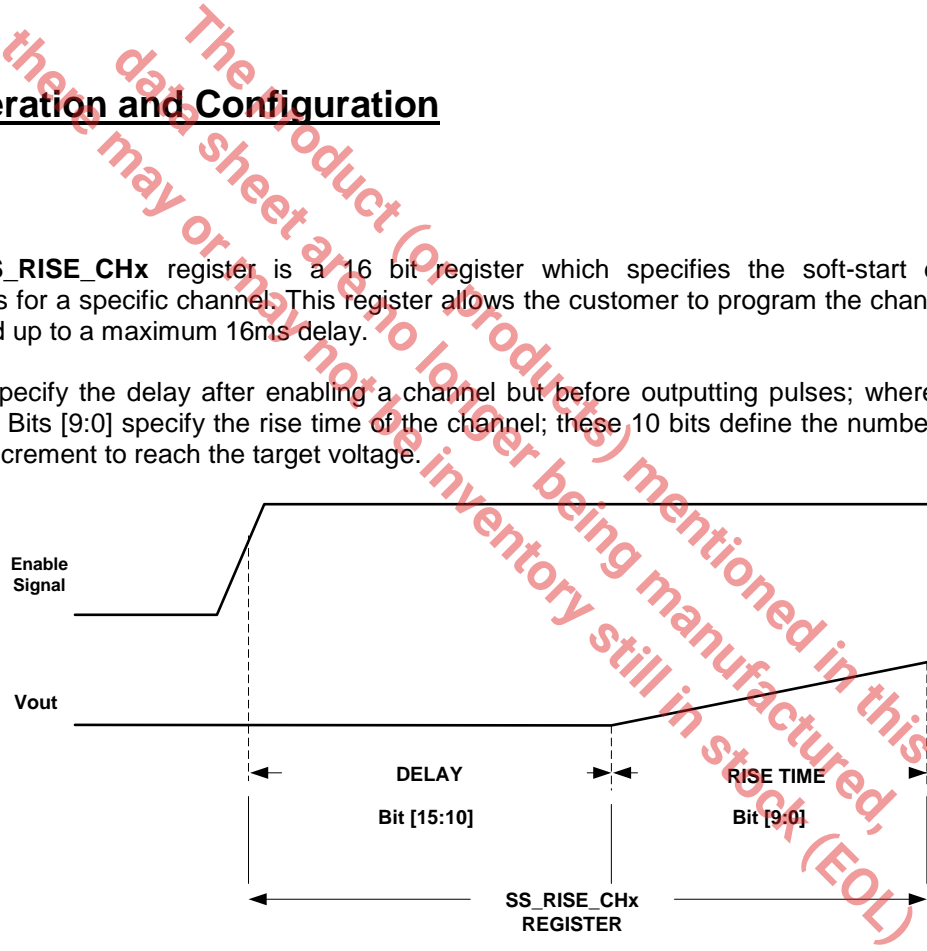 eration and Configuration
S_RISE_CHx register is a 16 bit register which specifies the soft-start
s for a specific channel. This register allows the customer to program the chan
d up to a maximum 16ms delay.
pecify the delay after enabling a channel but before outputting pulses; where
Bits [9:0] specify the rise time of the channel; these 10 bits define the number
crement to reach the target voltage.
Enable
Signal
Vout
DELAY
RISE TIME
Bit [15:10]
Bit [9:0]
SS_RISE_CHx
REGISTER
The product (or products) mentioned in this
data sheet are no longer being manufactured,
there may or may not be inventory still in stock (EOL)